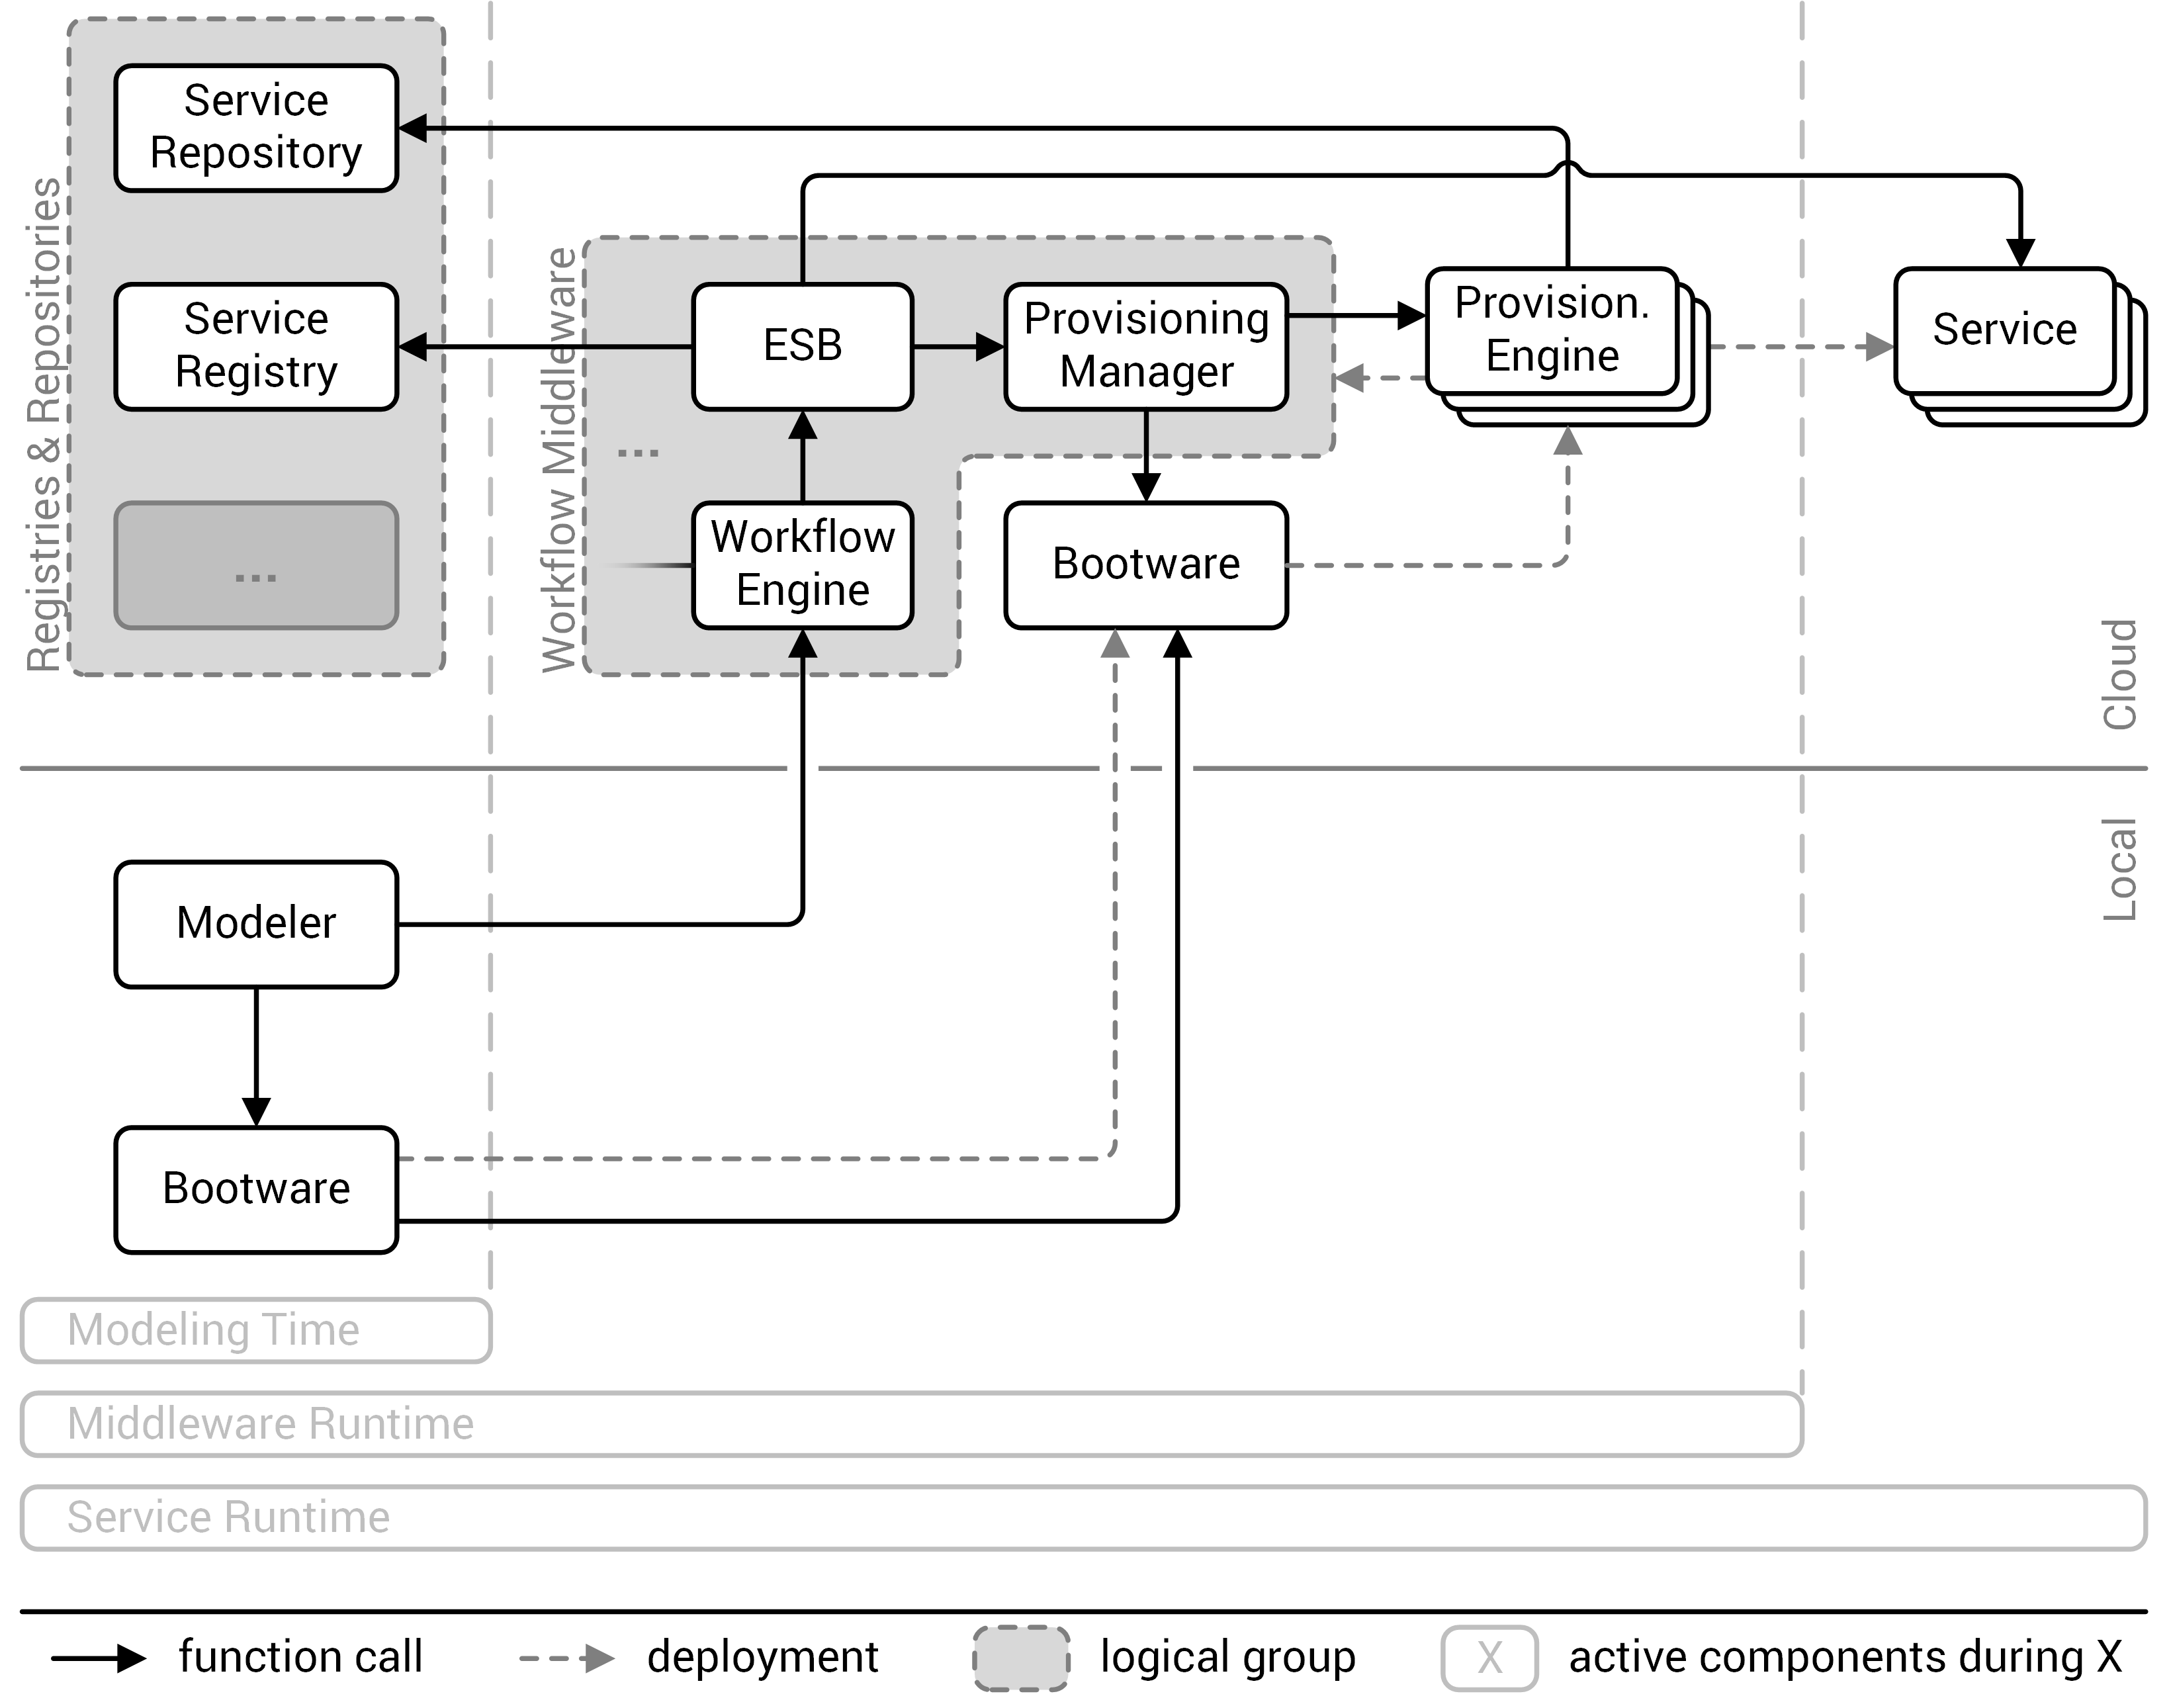 Registries & Repositories
Service
Repository
Service
Registry
...
Workflow Middleware
ESB
Provisioning
Manager
Provision.
Engine
Service
...
Workflow
Engine
Bootware
Cloud
Local
Modeler
Bootware
Modeling Time
Middleware Runtime
Service Runtime
function call
deployment
logical group
X
active components during X